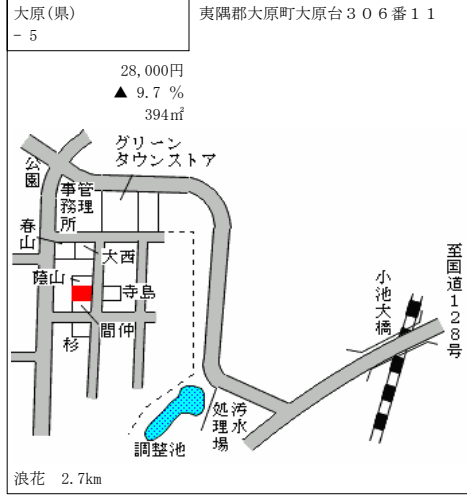 大原(県)
- 5
夷隅郡大原町大原台３０６番１１
28,000円
▲ 9.7 %
394㎡
グリーン
タウンストア
公園
管理
事務所
春山
大西
蔭山
寺島
間仲
杉
小池大橋
至国道１２８号
汚水
処理場
調整池
浪花 2.7km